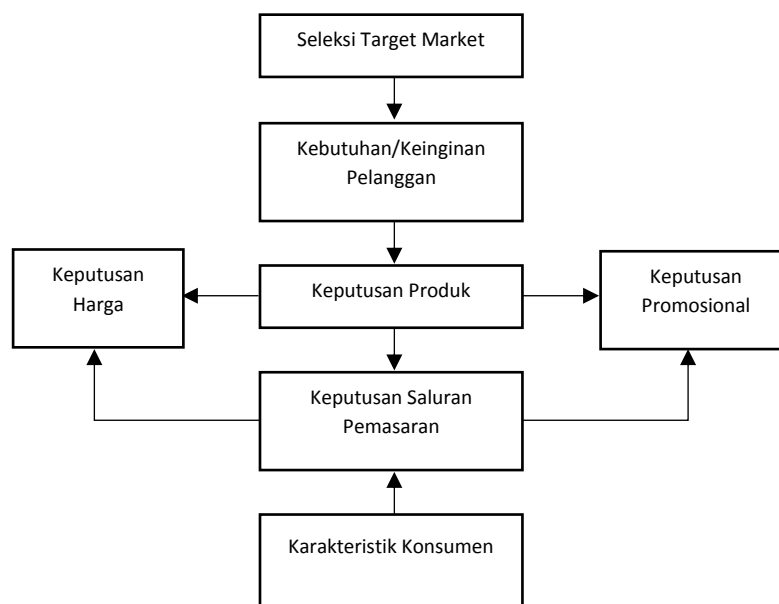 Seleksi Target Market
Kebutuhan/Keinginan
Pelanggan
Keputusan
Harga
Keputusan Produk
Keputusan
Promosional
Keputusan Saluran
Pemasaran
Karakteristik Konsumen